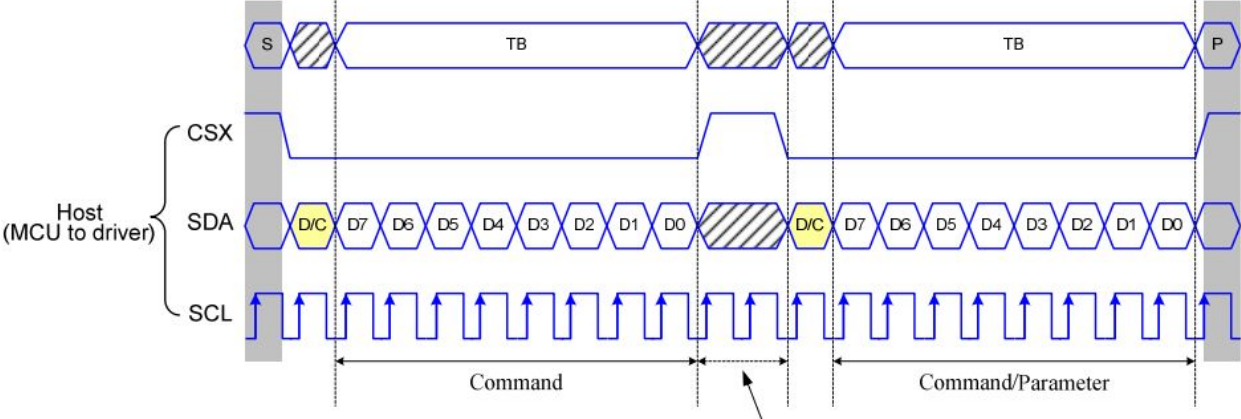 S TB TB P
CSX
SDA D/C D7 D6 D5 D4 D3 D2 D1 D0 D/C D7 D6 D5 D4 D3 D2 D1 D0
Host
(MCU to driver)
SCL
Command Command/Parameter